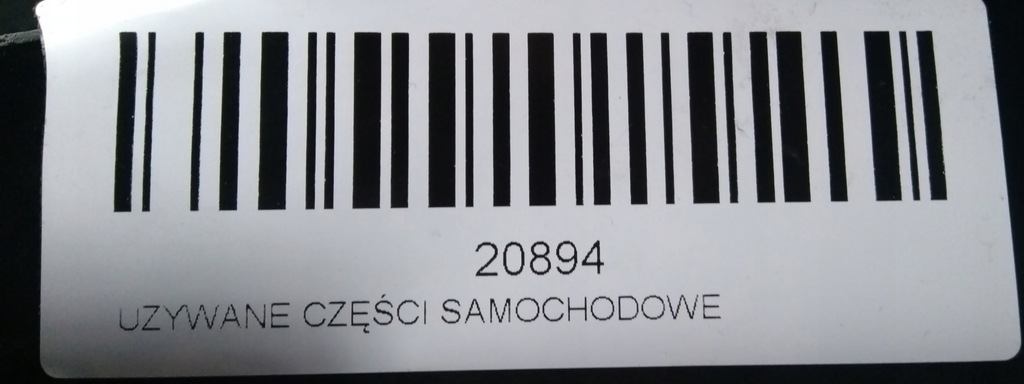 20894
UZYWANE CZĘŚCI SAMOCHODOWE